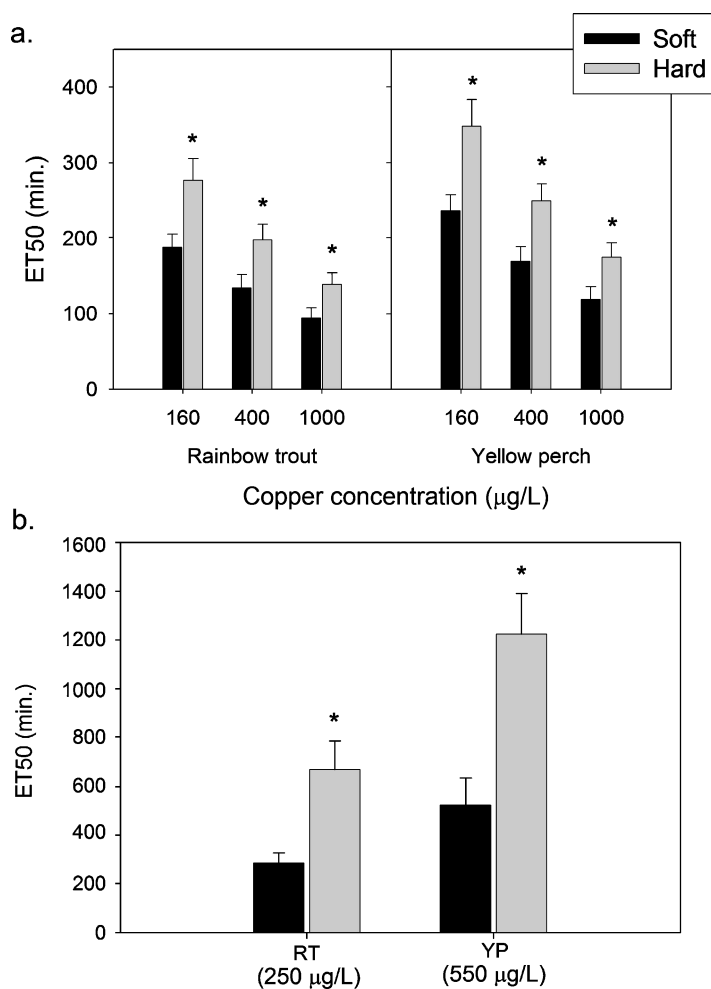 a.
Soft
Hard
400
300
200
100
0
ET50 (min.)
*
*
*
*
*
*
160 400 1000 160 400 1000
Rainbow trout Yellow perch
Copper concentration (μg/L)
b.
1600
1400
1200
1000
800
600
400
200
0
ET50 (min.)
*
*
RT YP
(250 μg/L) (550 μg/L)